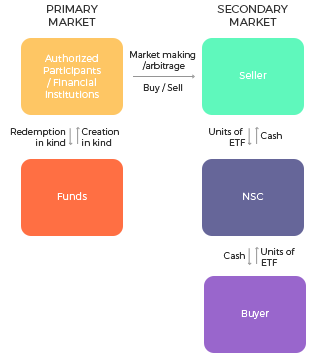 PRIMARY
MARKET
SECONDARY
MARKET
Authorized
Participants
/ Financial
Institutions
Market making
/arbitrage
Buy / Sell
Seller
Redemption
in kind
Creation
in kind
Units of
ETF
Cash
Funds
NSC
Cash
Units of
ETF
Buyer